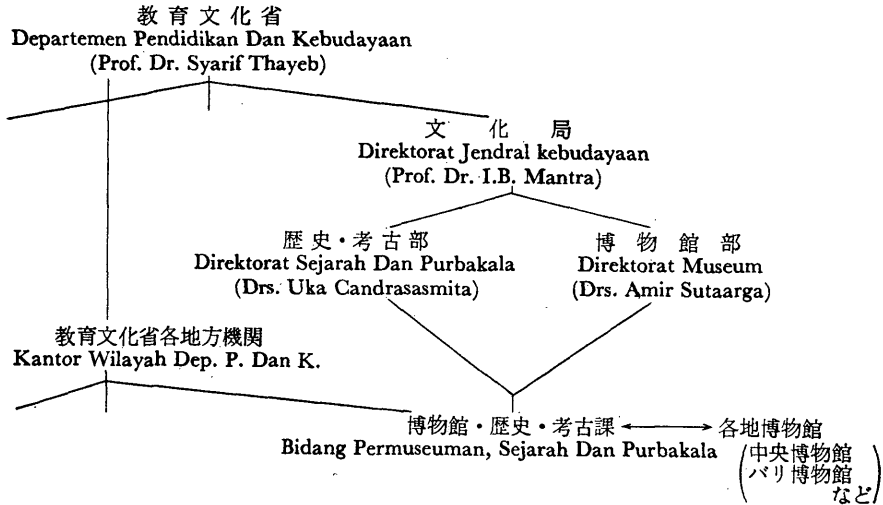 教育文化省
Departemen Pendidikan Dan Kebudayaan
(Prof. Dr. Syarif Thayeb)
文化局
Direktorat Jendral kebudayaan
(Prof. Dr. I.B. Mantra)
歴史・考古部
Direktorat Sejarah Dan Purbakala
(Drs. Uka Candrasasmita)
博物館部
Direktorat Museum
(Drs. Amir Sutaarga)
教育文化省各地方機関
Kantor Wilayah Dep. P. Dan K.
博物館・歴史・考古課
Bidang Permuseuman, Sejarah Dan Purbakala
各地博物館
(中央博物館
バリ博物館
など)